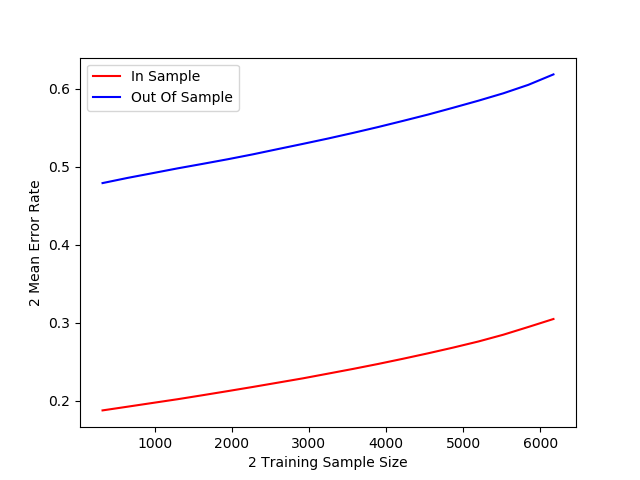 In Sample
Out Of Sample
0.6
0.5
0.4
0.3
0.2
2 Mean Error Rate
1000 2000 3000 4000 5000 6000
2 Training Sample Size